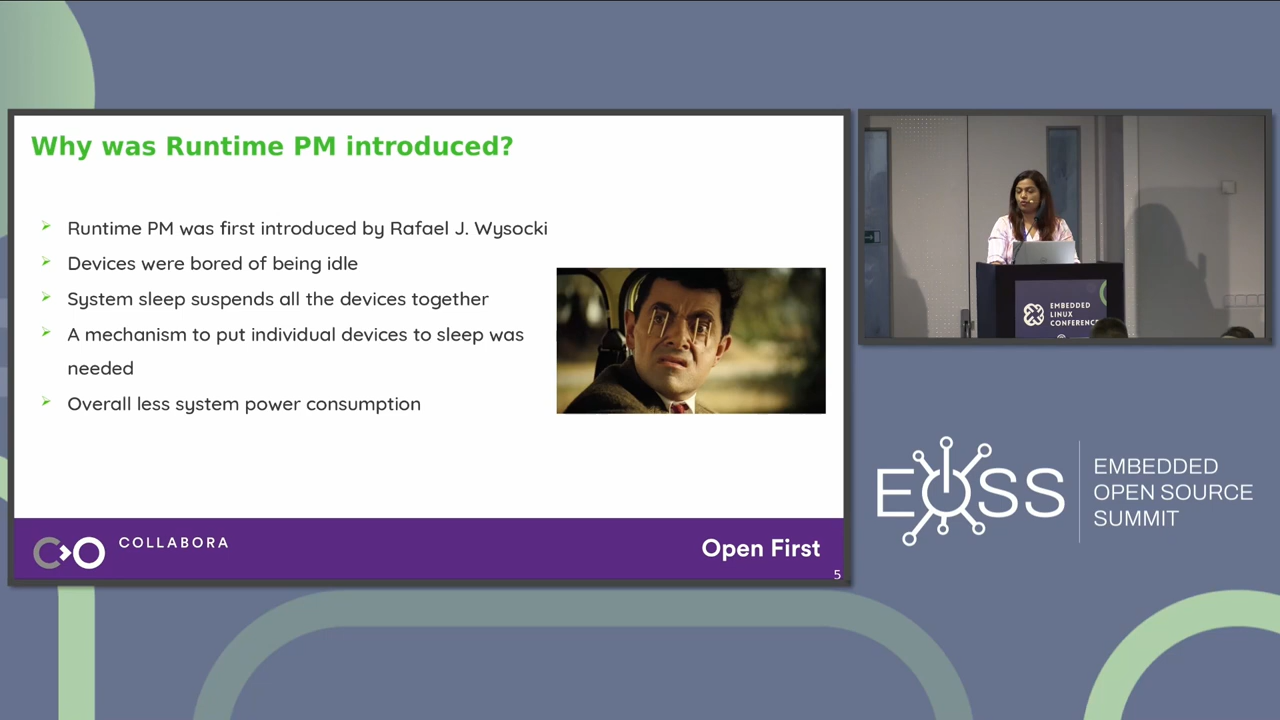 Why was Runtime PM introduced?
Runtime PM was first introduced by Rafael J. Wysocki
Devices were bored of being idle
System sleep suspends all the devices together
A mechanism to put individual devices to sleep was
needed
Overall less system power consumption
COLLABORA
Open First
5
EMBEDDED
LINUX
CONFERENCE
EOSS
EMBEDDED
OPEN SOURCE
SUMMIT